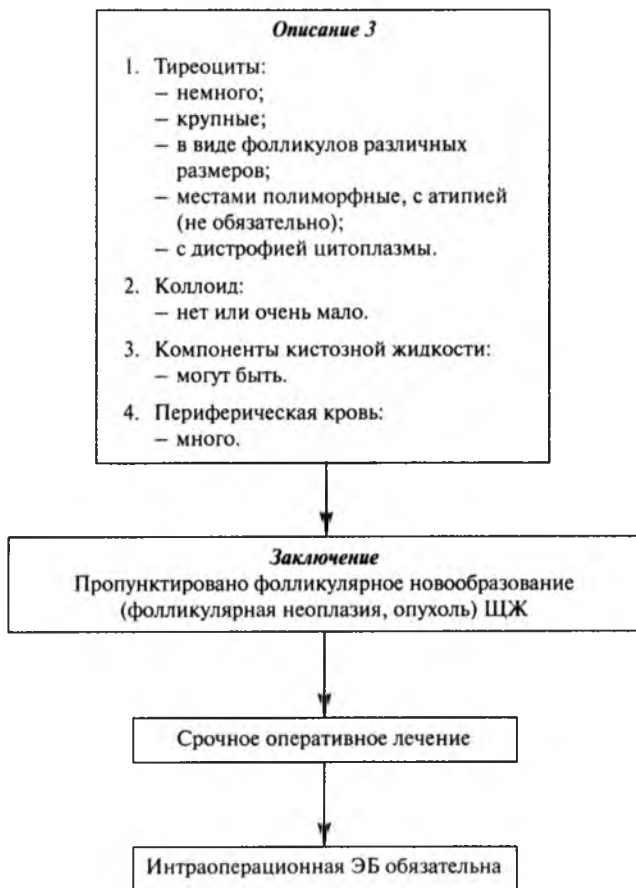 Описание 3
1. Тиреоциты:
– немного;
– крупные;
– в виде фолликулов различных
размеров;
– местами полиморфные, с атипией
(не обязательно);
– с дистрофией цитоплазмы.
2. Коллоид:
– нет или очень мало.
3. Компоненты кистозной жидкости:
– могут быть.
4. Периферическая кровь:
– много.
Заключение
Пропунктировано фолликулярное новообразование
(фолликулярная неоплазия, опухоль) ЩЖ
Срочное оперативное лечение
Интраоперационная ЭБ обязательна